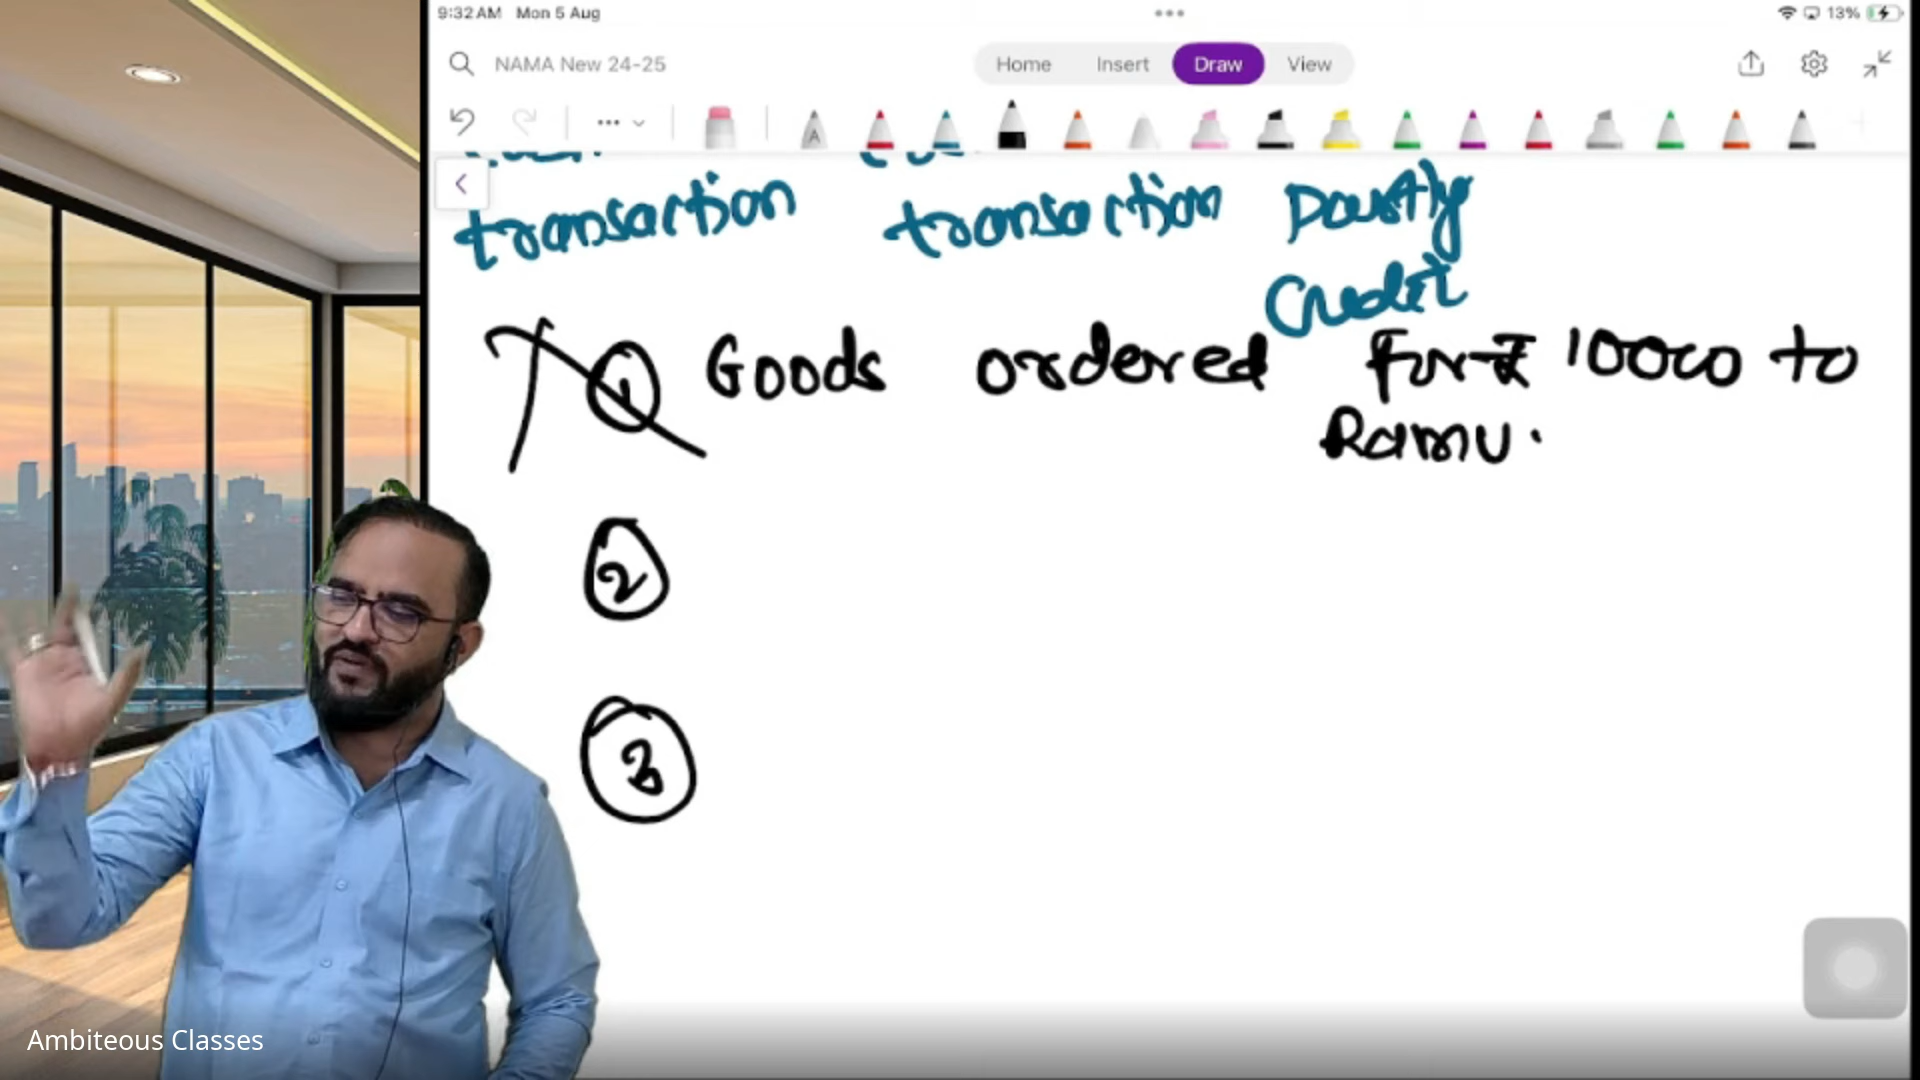 9:32 AM Mon 5 Aug
13%
NAMA New 24-25
Home Insert Draw View
A
transaction transaction Partly
Credit
① Goods ordered for ₹ 10000 to
Ramu.
②
③
Ambiteous Classes